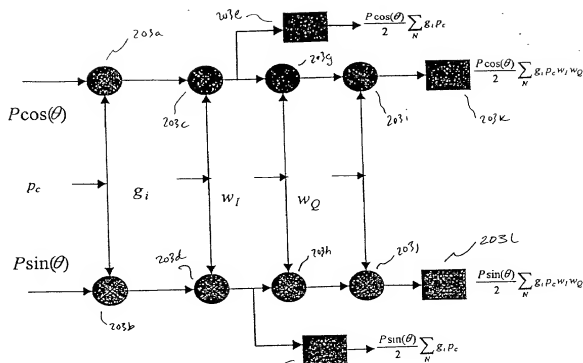 203a
203e
P cos(θ)/2 ∑_N g_i p_c
203g
P cos(θ)/2 ∑_N g_i p_c w_I w_Q
P cos(θ)
203c
203i
203k
p_c
g_i
w_I
w_Q
P sin(θ)
203d
203h
203j
203L
P sin(θ)/2 ∑_N g_i p_c w_I w_Q
203b
P sin(θ)/2 ∑_N g_i p_c